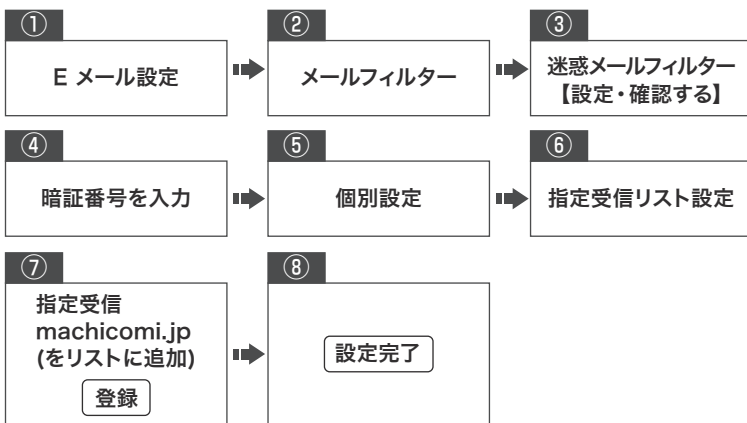 ①
E メール設定
②
メールフィルター
③
迷惑メールフィルター
【設定・確認する】
④
暗証番号を入力
⑤
個別設定
⑥
指定受信リスト設定
⑦
指定受信
machicomi.jp
(をリストに追加)
登録
⑧
設定完了